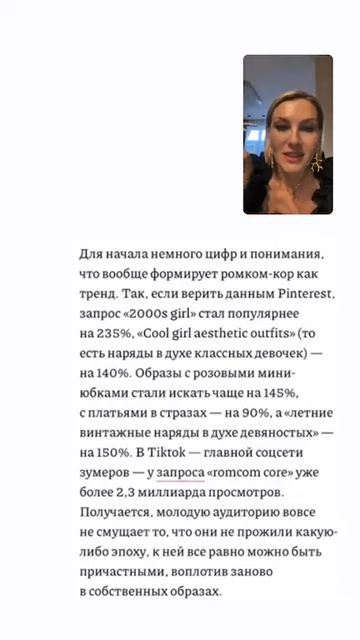 Для начала немного цифр и понимания,
что вообще формирует ромком-кор как
тренд. Так, если верить данным Pinterest,
запрос «2000s girl» стал популярнее
на 235%, «Cool girl aesthetic outfits» (то
есть наряды в духе классных девочек) —
на 140%. Образы с розовыми мини-
юбками стали искать чаще на 145%,
с платьями в стразах — на 90%, а «летние
винтажные наряды в духе девяностых» —
на 150%. В Tiktok — главной соцсети
зумеров — у запроса «romcom core» уже
более 2,3 миллиарда просмотров.
Получается, молодую аудиторию вовсе
не смущает то, что они не прожили какую-
либо эпоху, к ней все равно можно быть
причастными, воплотив заново
в собственных образах.